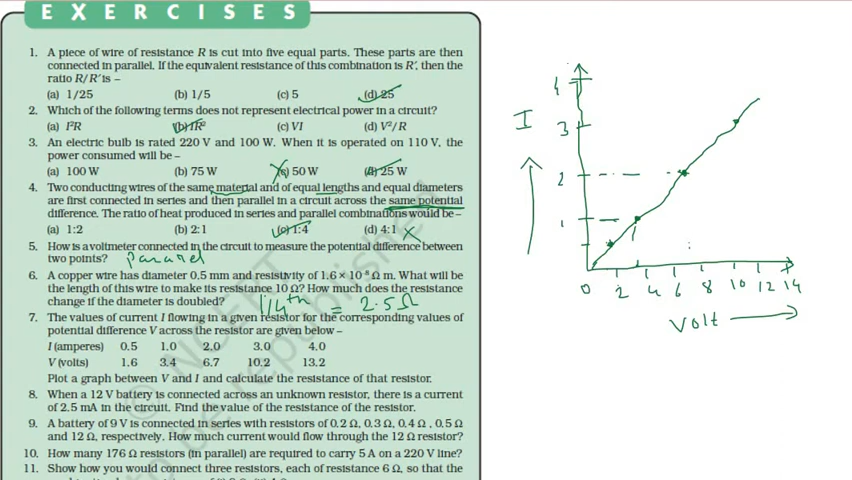 EXERCISES
1. A piece of wire of resistance R is cut into five equal parts. These parts are then
connected in parallel. If the equivalent resistance of this combination is R′, then the
ratio R/R′ is –
(a) 1/25 (b) 1/5 (c) 5 (d) 25
2. Which of the following terms does not represent electrical power in a circuit?
(a) I²R (b) IR² (c) VI (d) V²/R
3. An electric bulb is rated 220 V and 100 W. When it is operated on 110 V, the
power consumed will be –
(a) 100 W (b) 75 W (c) 50 W (d) 25 W
4. Two conducting wires of the same material and of equal lengths and equal diameters
are first connected in series and then parallel in a circuit across the same potential
difference. The ratio of heat produced in series and parallel combinations would be –
(a) 1:2 (b) 2:1 (c) 1:4 (d) 4:1
5. How is a voltmeter connected in the circuit to measure the potential difference between
two points? parallel
6. A copper wire has diameter 0.5 mm and resistivity of 1.6 × 10⁻⁸ Ω m. What will be
the length of this wire to make its resistance 10 Ω? How much does the resistance
change if the diameter is doubled? 1/4th = 2.5 Ω
7. The values of current I flowing in a given resistor for the corresponding values of
potential difference V across the resistor are given below –
I (amperes) 0.5 1.0 2.0 3.0 4.0
V (volts) 1.6 3.4 6.7 10.2 13.2
Plot a graph between V and I and calculate the resistance of that resistor.
8. When a 12 V battery is connected across an unknown resistor, there is a current
of 2.5 mA in the circuit. Find the value of the resistance of the resistor.
9. A battery of 9 V is connected in series with resistors of 0.2 Ω, 0.3 Ω, 0.4 Ω, 0.5 Ω
and 12 Ω, respectively. How much current would flow through the 12 Ω resistor?
10. How many 176 Ω resistors (in parallel) are required to carry 5 A on a 220 V line?
11. Show how you would connect three resistors, each of resistance 6 Ω, so that the
© NCERT
to be republished
4
I 3
2
1
0 2 4 6 8 10 12 14
Volt